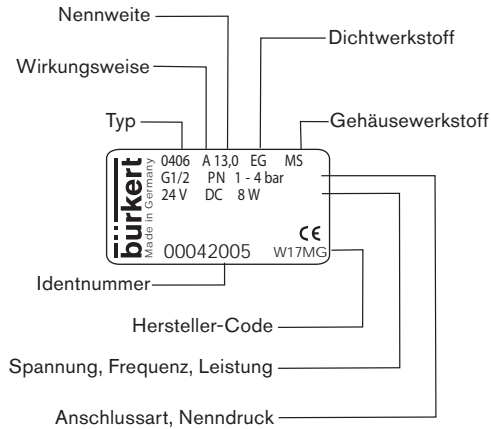 Nennweite
Dichtwerkstoff
Wirkungsweise
Typ
Gehäusewerkstoff
bürkert
Made in Germany
0406 A 13,0 EG MS
G1/2 PN 1 - 4 bar
24 V DC 8 W
CE
00042005 W17MG
Identnummer
Hersteller-Code
Spannung, Frequenz, Leistung
Anschlussart, Nenndruck